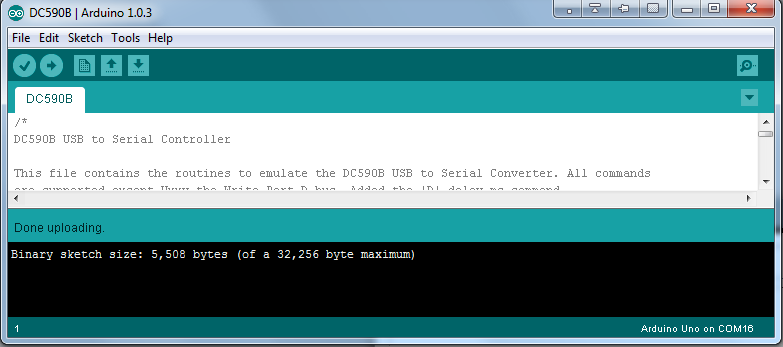 DC590B | Arduino 1.0.3
File Edit Sketch Tools Help
DC590B
/*
DC590B USB to Serial Controller
This file contains the routines to emulate the DC590B USB to Serial Converter. All commands
are supported except Uxxx the Write Port D bus. Added the 'D' delay ms command
Done uploading.
Binary sketch size: 5,508 bytes (of a 32,256 byte maximum)
1
Arduino Uno on COM16